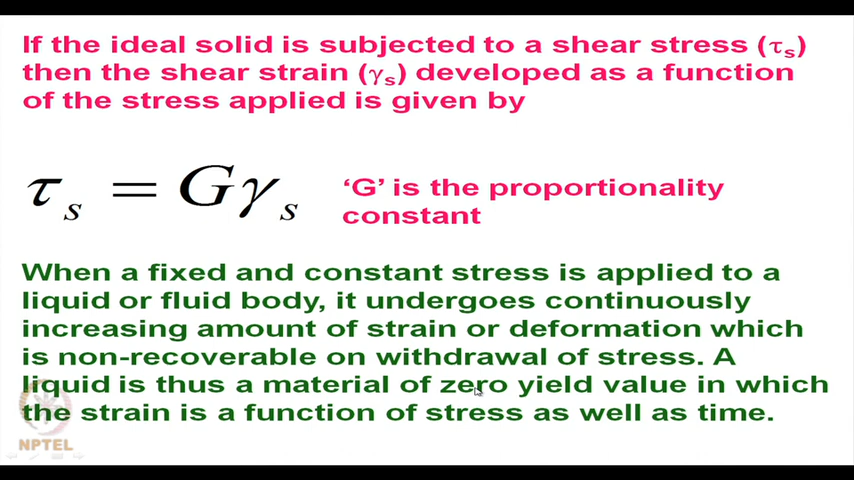 If the ideal solid is subjected to a shear stress (τs)
then the shear strain (γs) developed as a function
of the stress applied is given by
τs = Gγs
‘G’ is the proportionality
constant
When a fixed and constant stress is applied to a
liquid or fluid body, it undergoes continuously
increasing amount of strain or deformation which
is non-recoverable on withdrawal of stress. A
liquid is thus a material of zero yield value in which
the strain is a function of stress as well as time.
NPTEL